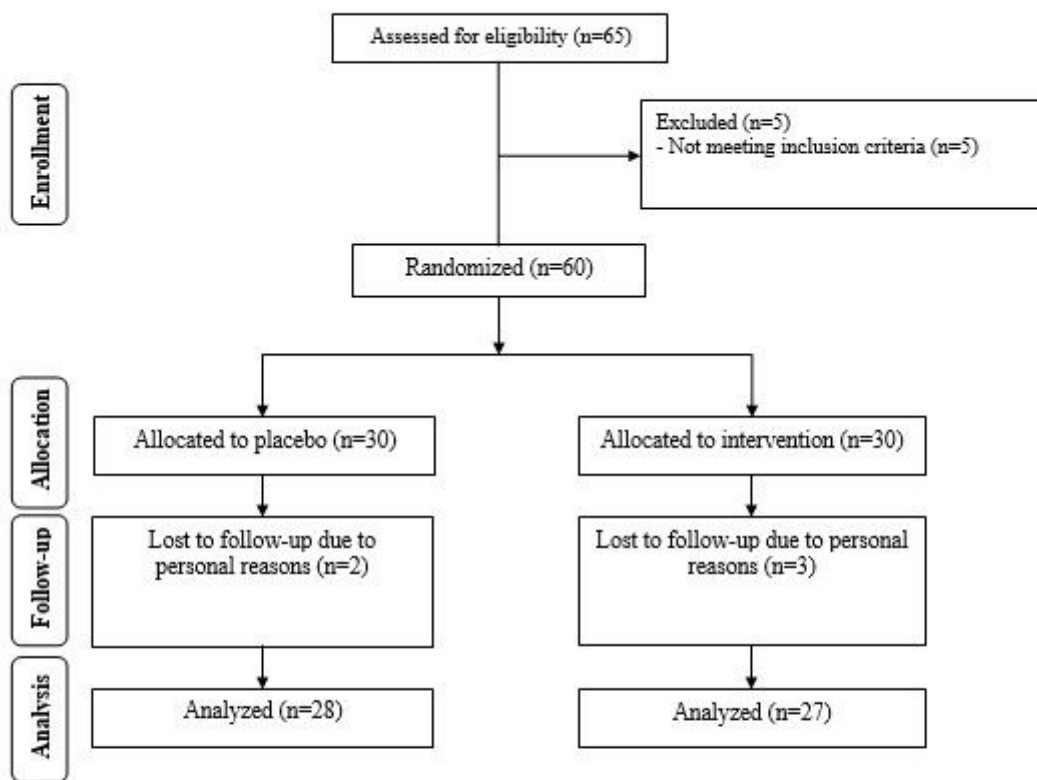 Assessed for eligibility (n=65)
Enrollment
Excluded (n=5)
- Not meeting inclusion criteria (n=5)
Randomized (n=60)
Allocation
Allocated to placebo (n=30)
Allocated to intervention (n=30)
Follow-up
Lost to follow-up due to
personal reasons (n=2)
Lost to follow-up due to personal
reasons (n=3)
Analysis
Analyzed (n=28)
Analyzed (n=27)